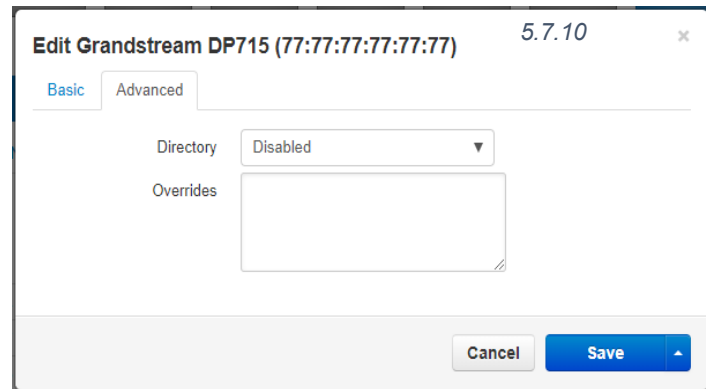 Edit Grandstream DP715 (77:77:77:77:77:77) 5.7.10 ×
Basic Advanced
Directory Disabled ▼
Overrides
Cancel Save